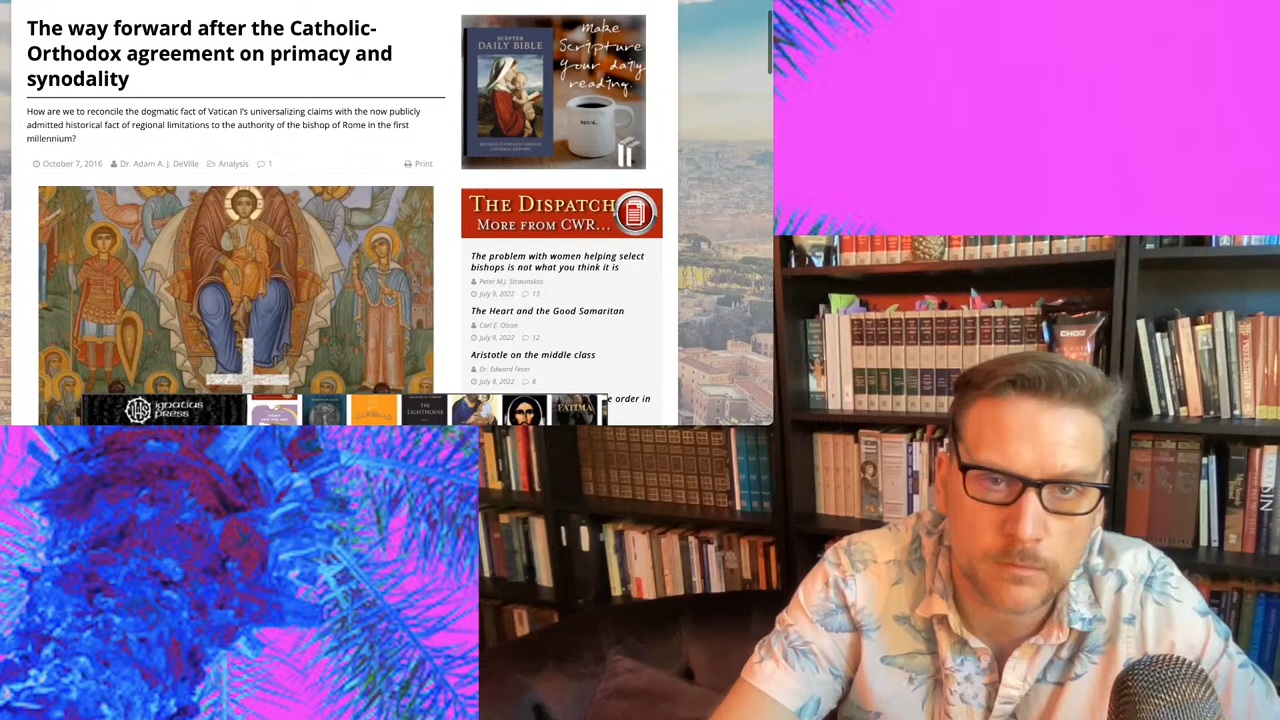 The way forward after the Catholic-
Orthodox agreement on primacy and
synodality
How are we to reconcile the dogmatic fact of Vatican I's universalizing claims with the now publicly
admitted historical fact of regional limitations to the authority of the bishop of Rome in the first
millennium?
October 7, 2016 Dr. Adam A. J. DeVille Analysis 1 Print
SCEPTER
DAILY BIBLE
make
Scripture
your daily
reading.
THE DISPATCH
MORE FROM CWR...
The problem with women helping select
bishops is not what you think it is
Peter M.J. Stravinskas
July 9, 2022 13
The Heart and the Good Samaritan
Carl E. Olson
July 9, 2022 12
Aristotle on the middle class
Dr. Edward Feser
July 8, 2022 8
e order in
ignatius
press
THE
LIGHTHOUSE
FATIMA